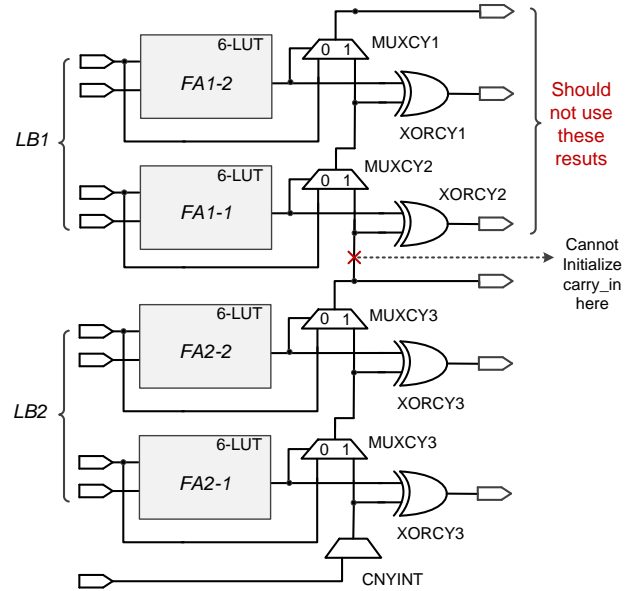 6-LUT
FA1-2
0 1
MUXCY1
XORCY1
Should
not use
these
resuts
LB1
6-LUT
FA1-1
0 1
MUXCY2
XORCY2
Cannot
Initialize
carry_in
here
6-LUT
FA2-2
0 1
MUXCY3
XORCY3
LB2
6-LUT
FA2-1
0 1
MUXCY3
XORCY3
CNYINT